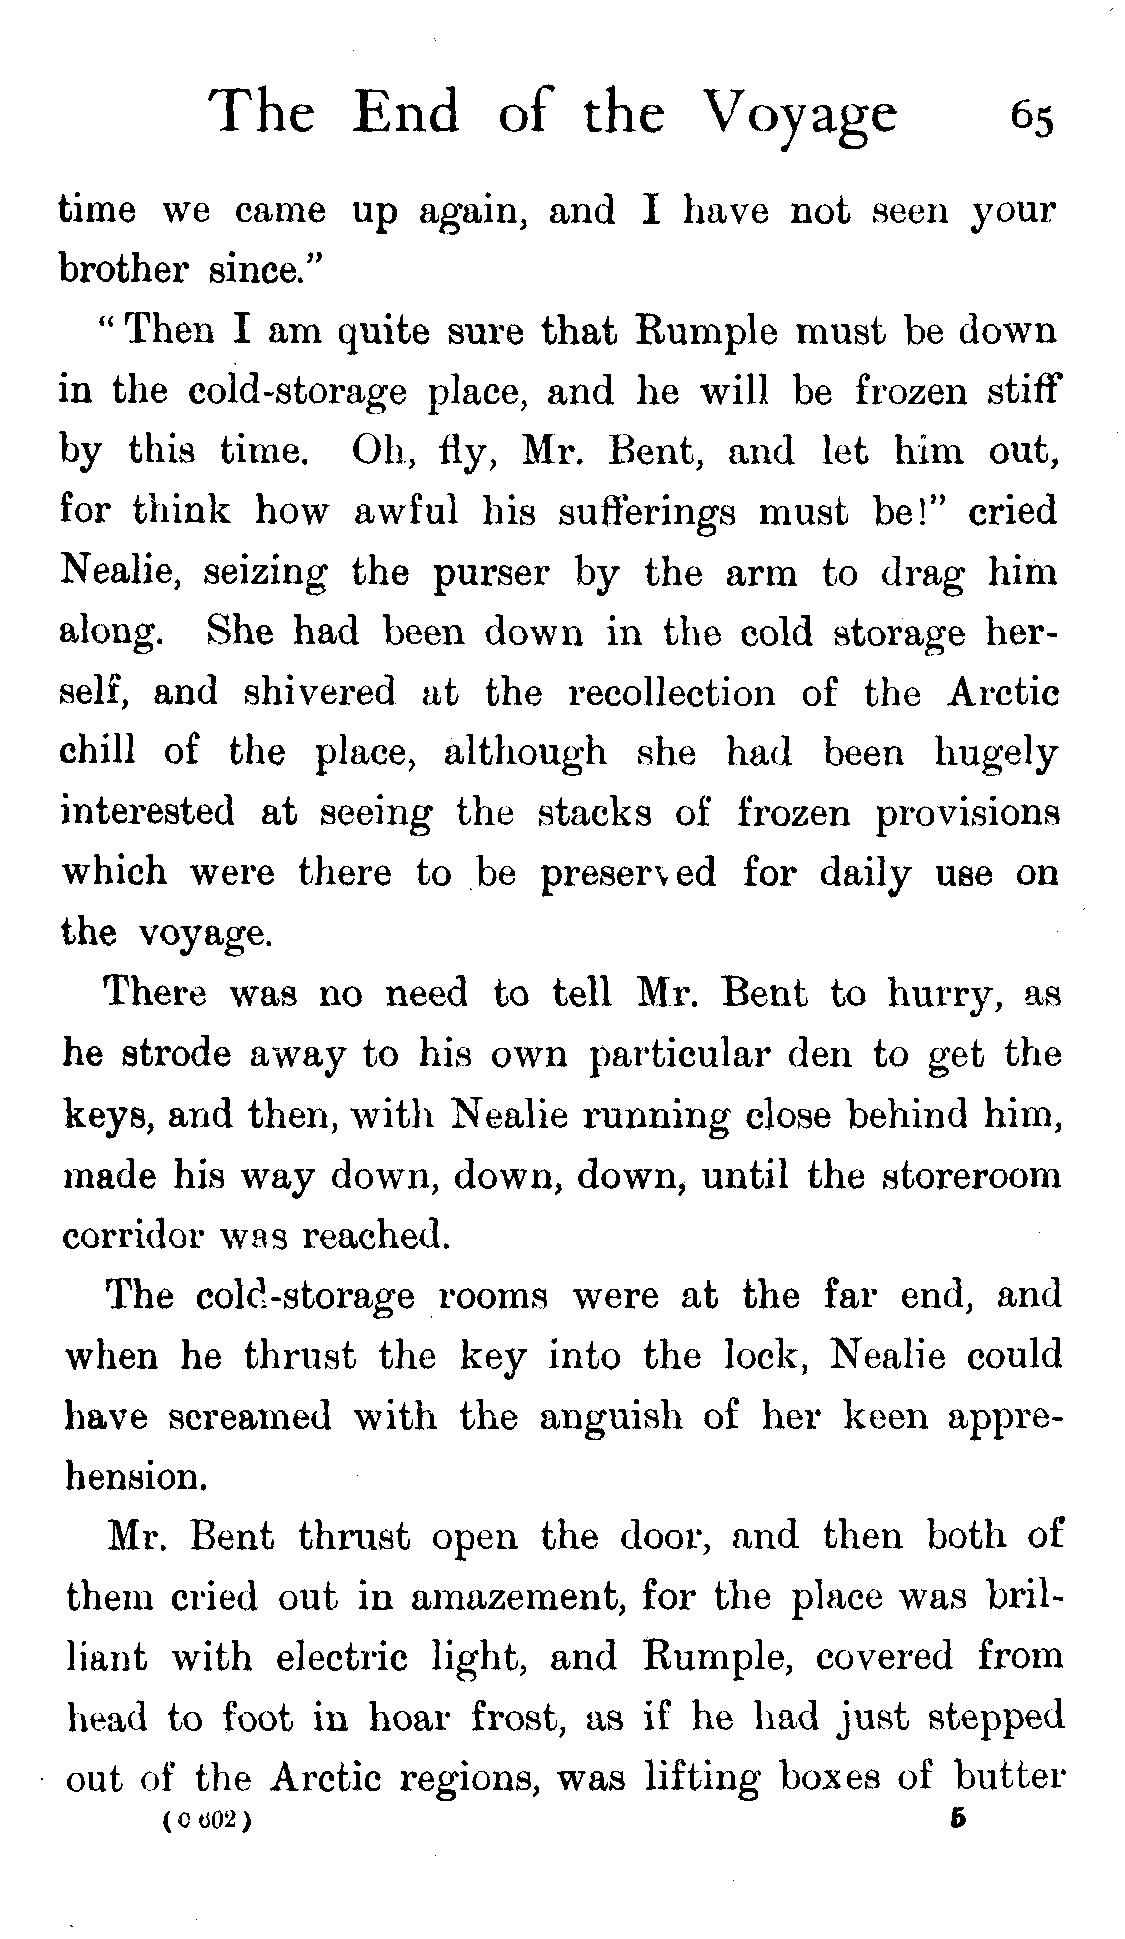 The End of the Voyage 65
time we came up again, and I have not seen your
brother since.”
“Then I am quite sure that Rumple must be down
in the cold-storage place, and he will be frozen stiff
by this time. Oh, fly, Mr. Bent, and let him out,
for think how awful his sufferings must be!” cried
Nealie, seizing the purser by the arm to drag him
along. She had been down in the cold storage her-
self, and shivered at the recollection of the Arctic
chill of the place, although she had been hugely
interested at seeing the stacks of frozen provisions
which were there to be preserved for daily use on
the voyage.
There was no need to tell Mr. Bent to hurry, as
he strode away to his own particular den to get the
keys, and then, with Nealie running close behind him,
made his way down, down, down, until the storeroom
corridor was reached.
The cold-storage rooms were at the far end, and
when he thrust the key into the lock, Nealie could
have screamed with the anguish of her keen appre-
hension.
Mr. Bent thrust open the door, and then both of
them cried out in amazement, for the place was bril-
liant with electric light, and Rumple, covered from
head to foot in hoar frost, as if he had just stepped
out of the Arctic regions, was lifting boxes of butter
(C 602) 5